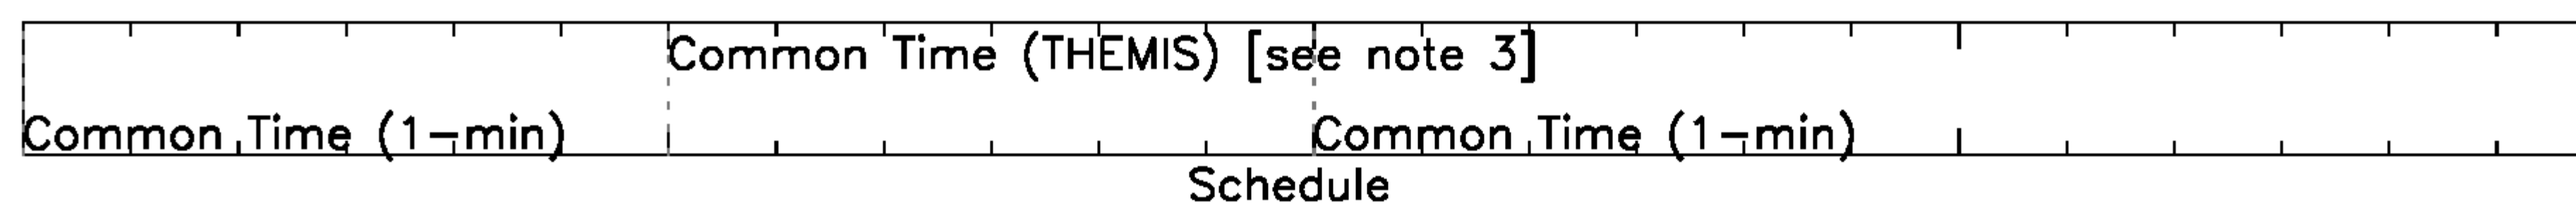 Common Time (THEMIS) [see note 3]
Common Time (1-min) Common Time (1-min)
Schedule